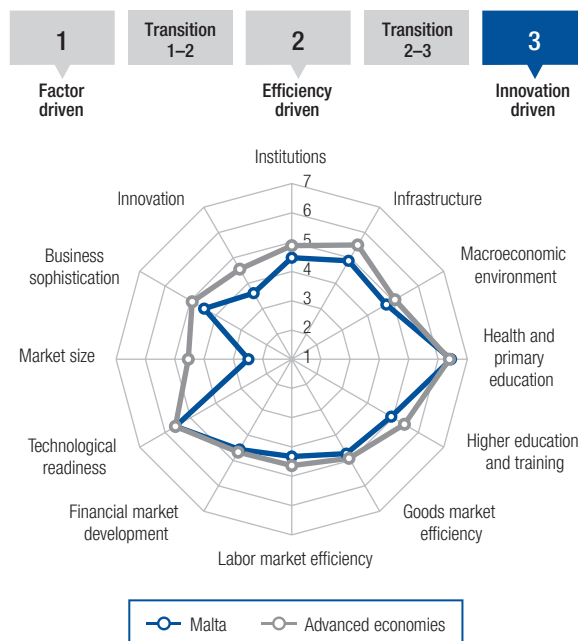 1
Transition
1–2
2
Transition
2–3
3
Factor
driven
Efficiency
driven
Innovation
driven
Institutions
Innovation
7
Infrastructure
6
Business
sophistication
5
Macroeconomic
environment
4
3
2
Market size
1
Health and
primary
education
Technological
readiness
Higher education
and training
Financial market
development
Goods market
efficiency
Labor market efficiency
Malta
Advanced economies